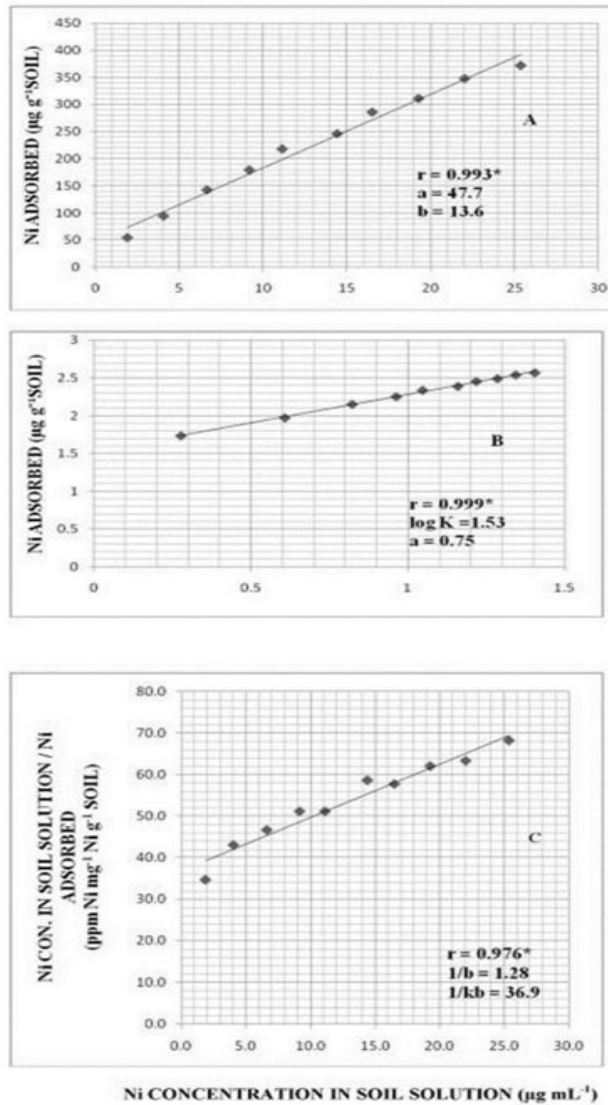 Ni ADSORBED (µg g⁻¹SOIL)
450
400
350
300
250
200
150
100
50
0
0 5 10 15 20 25 30
A
r = 0.993*
a = 47.7
b = 13.6
Ni ADSORBED (µg g⁻¹SOIL)
3
2.5
2
1.5
1
0.5
0
0 0.5 1 1.5
B
r = 0.999*
log K =1.53
a = 0.75
Ni CON. IN SOIL SOLUTION / Ni
ADSORBED
(ppm Ni mg⁻¹ Ni g⁻¹ SOIL)
80.0
70.0
60.0
50.0
40.0
30.0
20.0
10.0
0.0
0.0 5.0 10.0 15.0 20.0 25.0 30.0
C
r = 0.976*
1/b = 1.28
1/kb = 36.9
Ni CONCENTRATION IN SOIL SOLUTION (µg mL⁻¹)